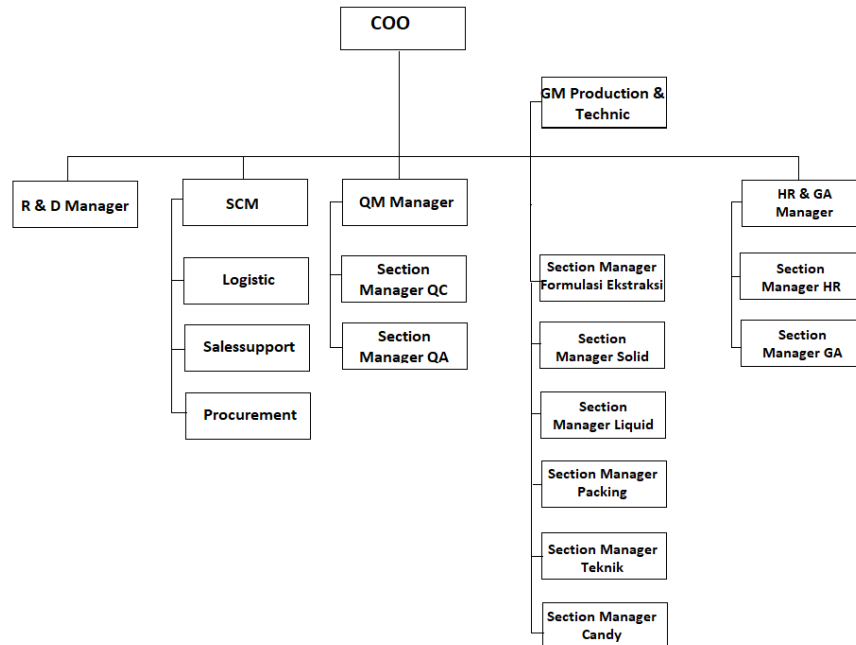 COO
GM Production &
Technic
R & D Manager
SCM
QM Manager
HR & GA
Manager
Logistic
Section
Manager QC
Section Manager
Formulasi Ekstraksi
Section
Manager HR
Salessupport
Section
Manager QA
Section
Manager Solid
Section
Manager GA
Procurement
Section
Manager Liquid
Section Manager
Packing
Section Manager
Teknik
Section Manager
Candy